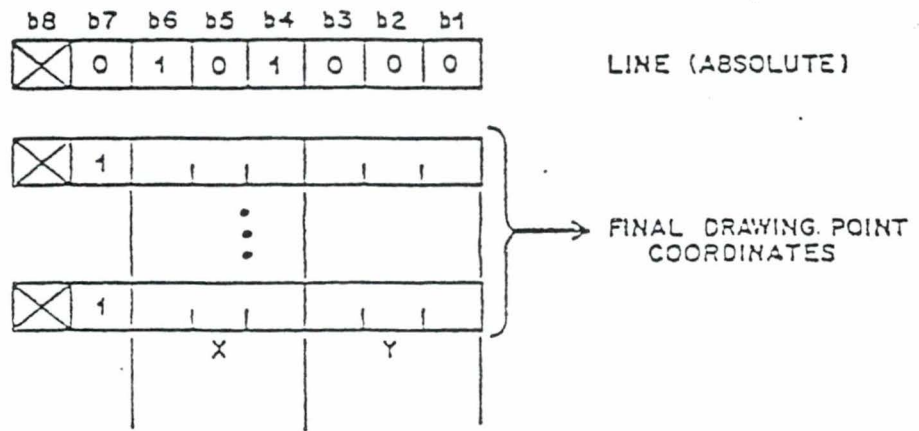 b8 b7 b6 b5 b4 b3 b2 b1
0 1 0 1 0 0 0 LINE (ABSOLUTE)
1
FINAL DRAWING POINT
COORDINATES
1
X Y